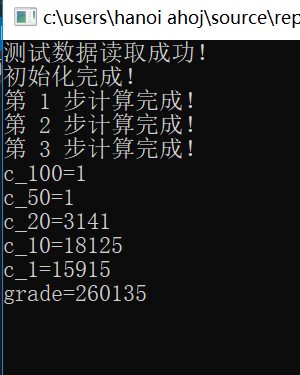 c:\users\hanoi ahoj\source\rep
测试数据读取成功!
初始化完成!
第 1 步计算完成!
第 2 步计算完成!
第 3 步计算完成!
c_100=1
c_50=1
c_20=3141
c_10=18125
c_1=15915
grade=260135